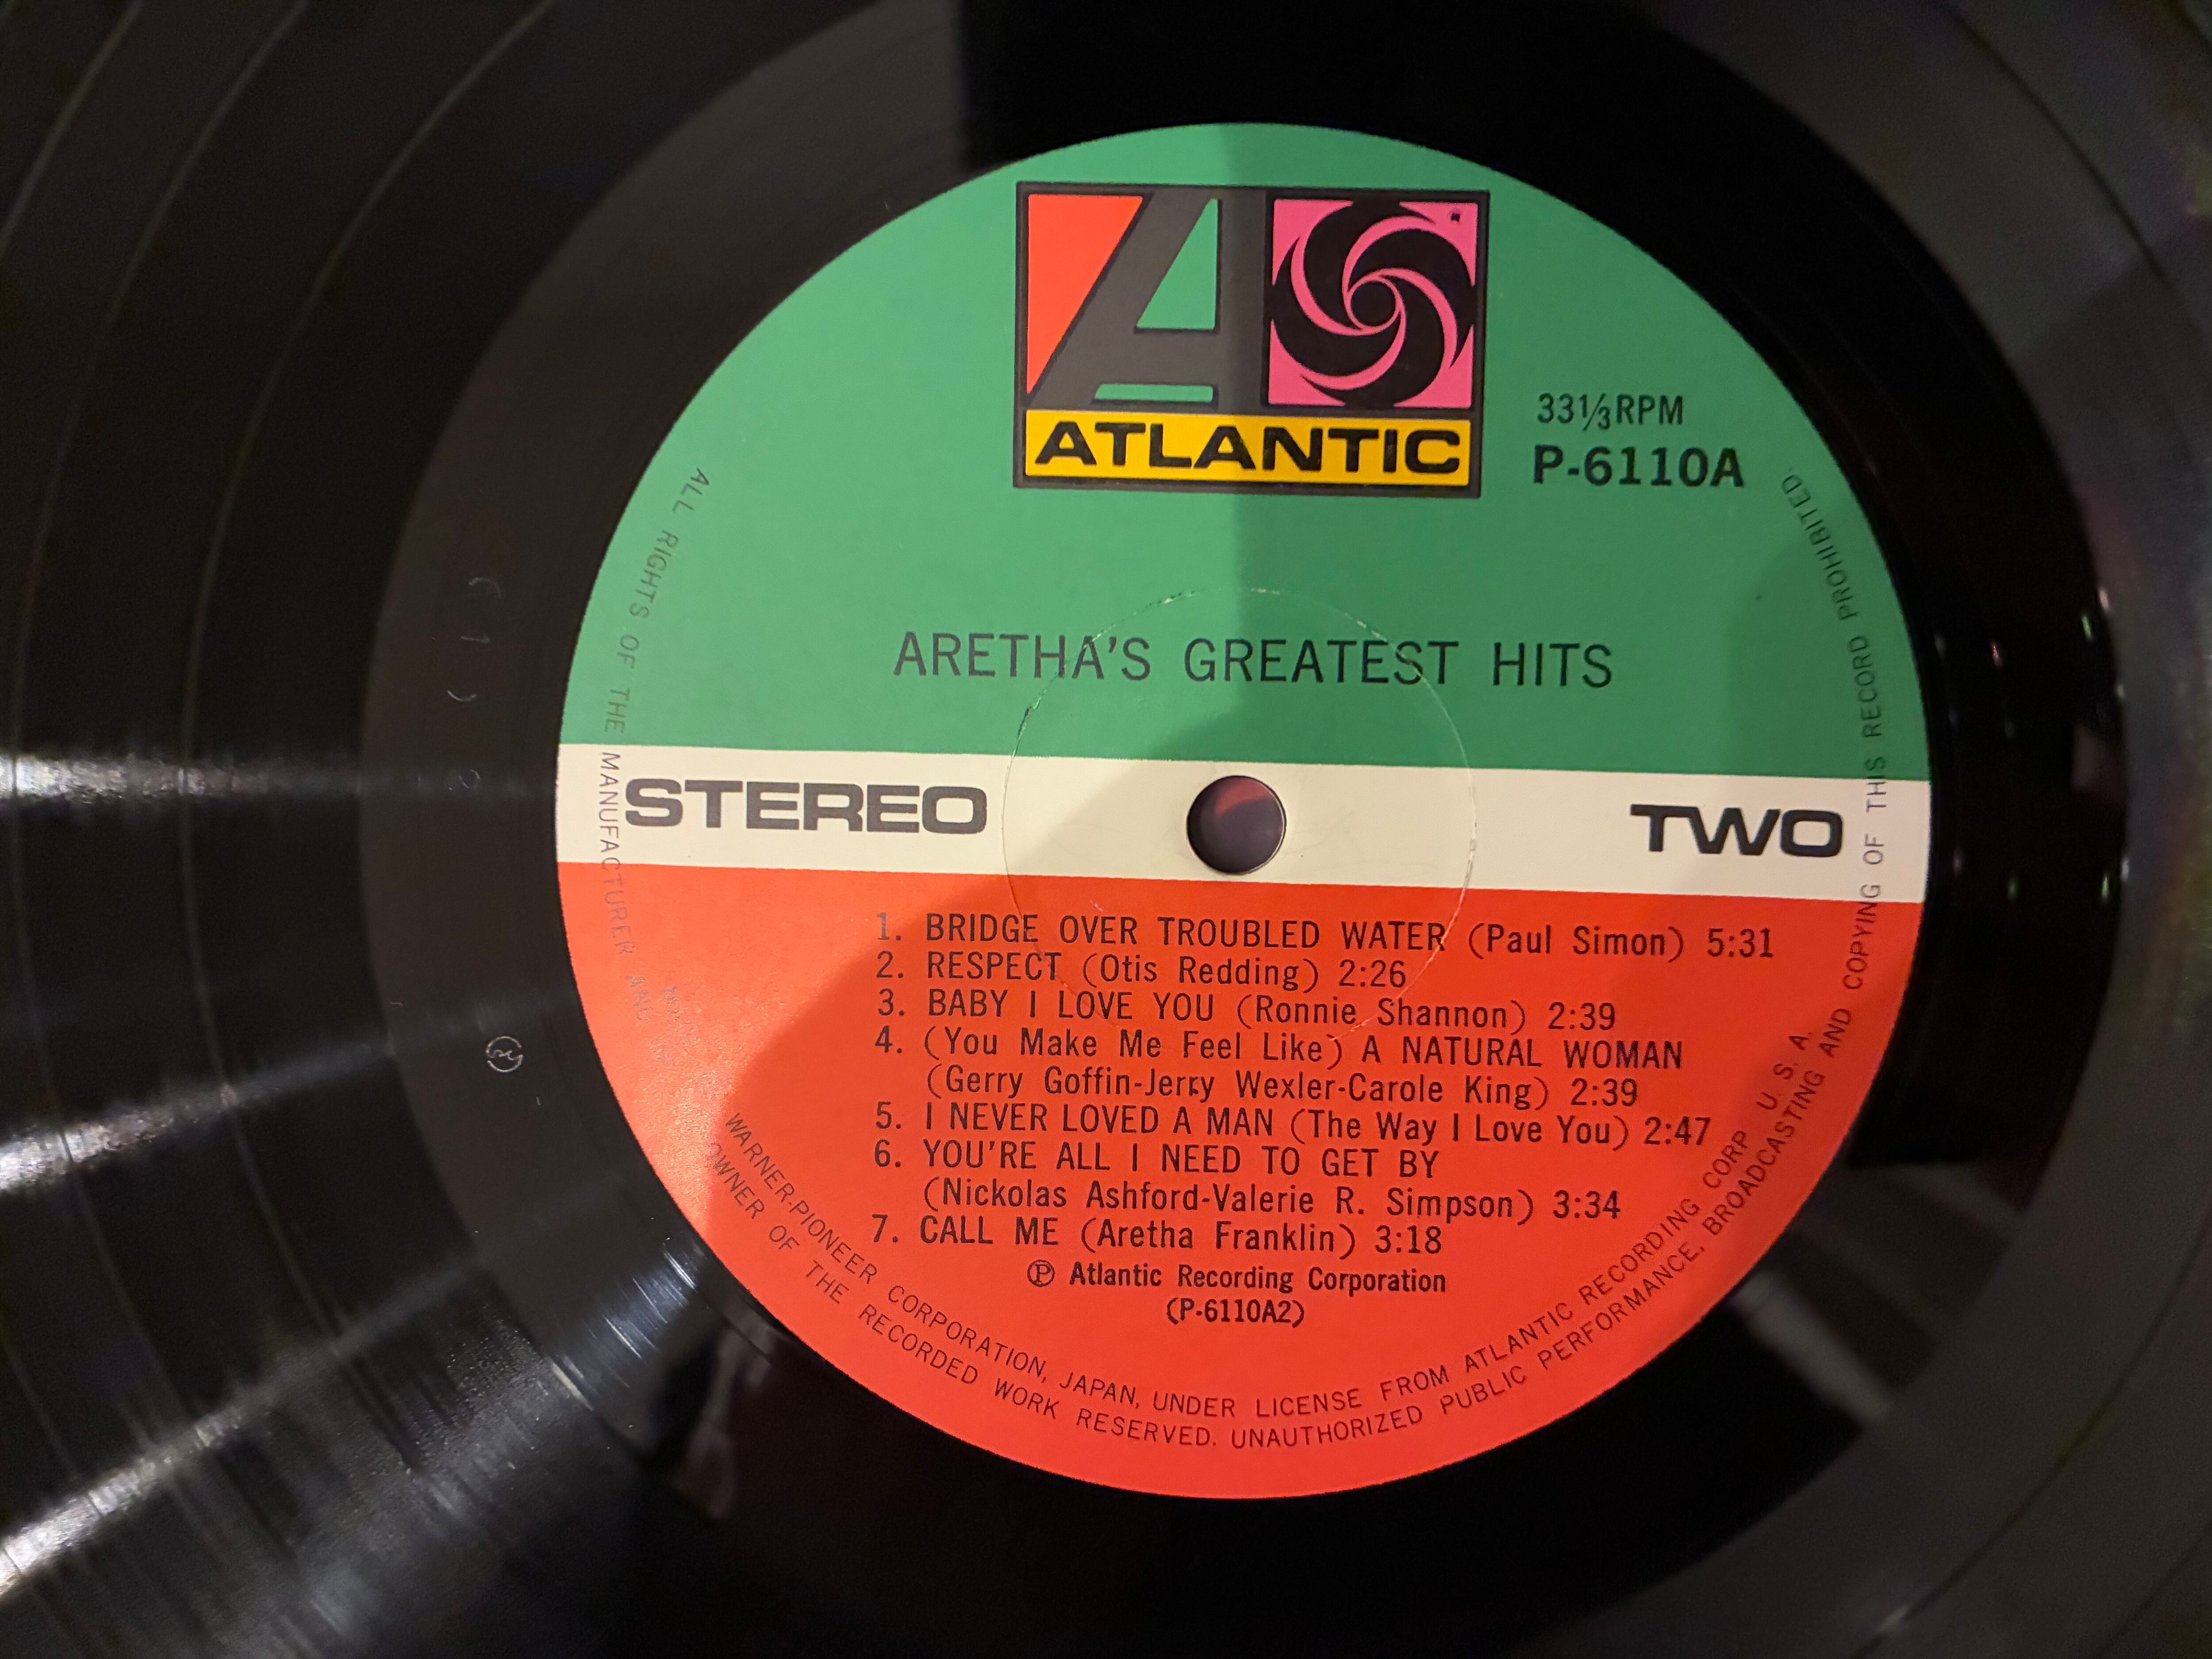 ATLANTIC
33⅓RPM
P-6110A
ARETHA'S GREATEST HITS
STEREO
TWO
1. BRIDGE OVER TROUBLED WATER (Paul Simon) 5:31
2. RESPECT (Otis Redding) 2:26
3. BABY I LOVE YOU (Ronnie Shannon) 2:39
4. (You Make Me Feel Like) A NATURAL WOMAN
(Gerry Goffin-Jerry Wexler-Carole King) 2:39
5. I NEVER LOVED A MAN (The Way I Love You) 2:47
6. YOU'RE ALL I NEED TO GET BY
(Nickolas Ashford-Valerie R. Simpson) 3:34
7. CALL ME (Aretha Franklin) 3:18
Ⓟ Atlantic Recording Corporation
(P-6110A2)
WARNER-PIONEER CORPORATION, JAPAN, UNDER LICENSE FROM ATLANTIC RECORDING CORP. U. S. A.
ALL RIGHTS OF THE MANUFACTURER AND OWNER OF THE RECORDED WORK RESERVED. UNAUTHORIZED PUBLIC PERFORMANCE, BROADCASTING AND COPYING OF THIS RECORD PROHIBITED.